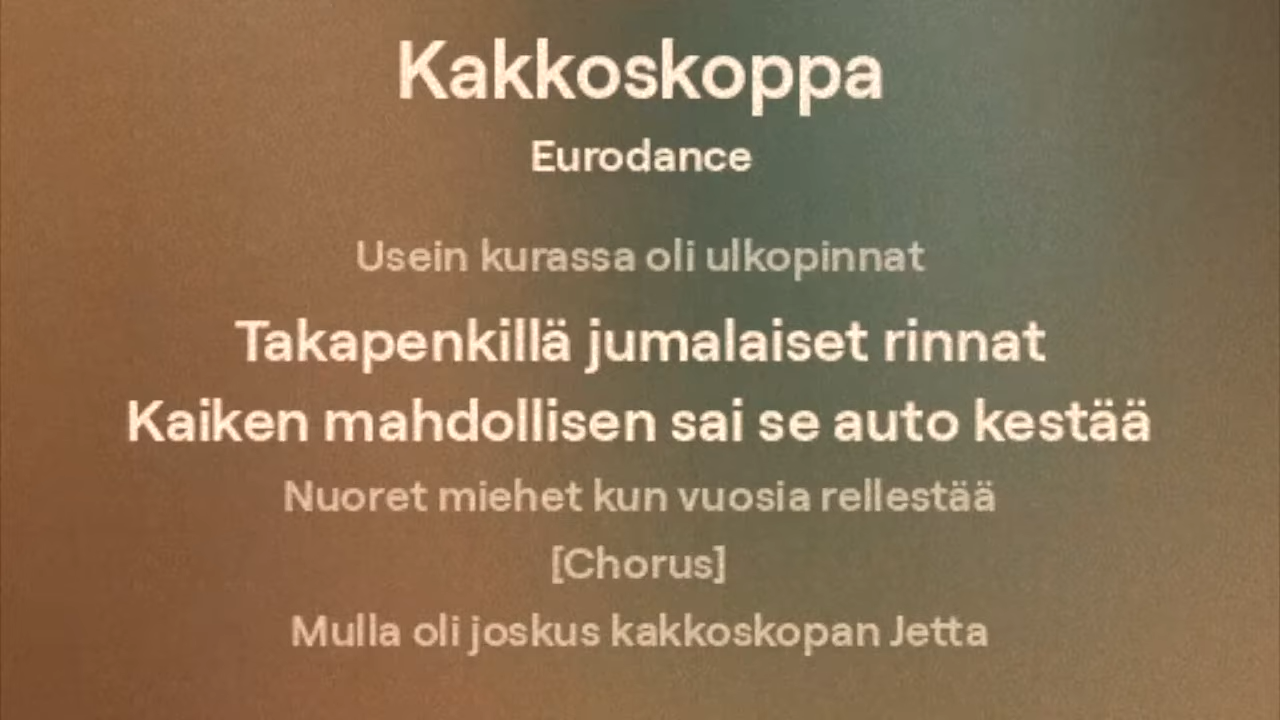 Kakkoskoppa
Eurodance
Usein kurassa oli ulkopinnat
Takapenkillä jumalaiset rinnat
Kaiken mahdollisen sai se auto kestää
Nuoret miehet kun vuosia rellestää
[Chorus]
Mulla oli joskus kakkoskopan Jetta